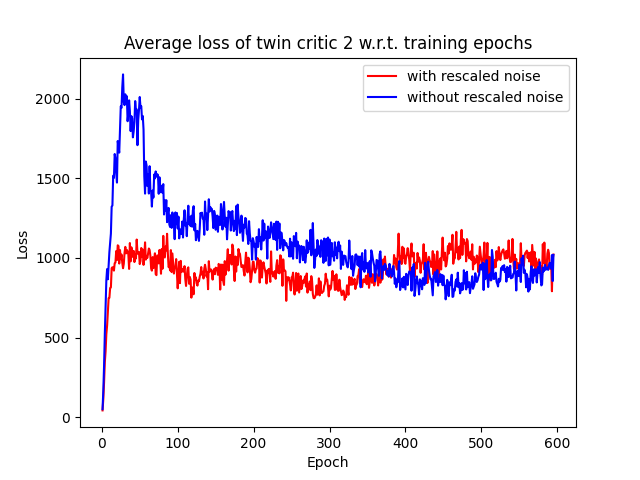 Average loss of twin critic 2 w.r.t. training epochs
with rescaled noise
without rescaled noise
2000
1500
1000
500
0
Loss
0 100 200 300 400 500 600
Epoch